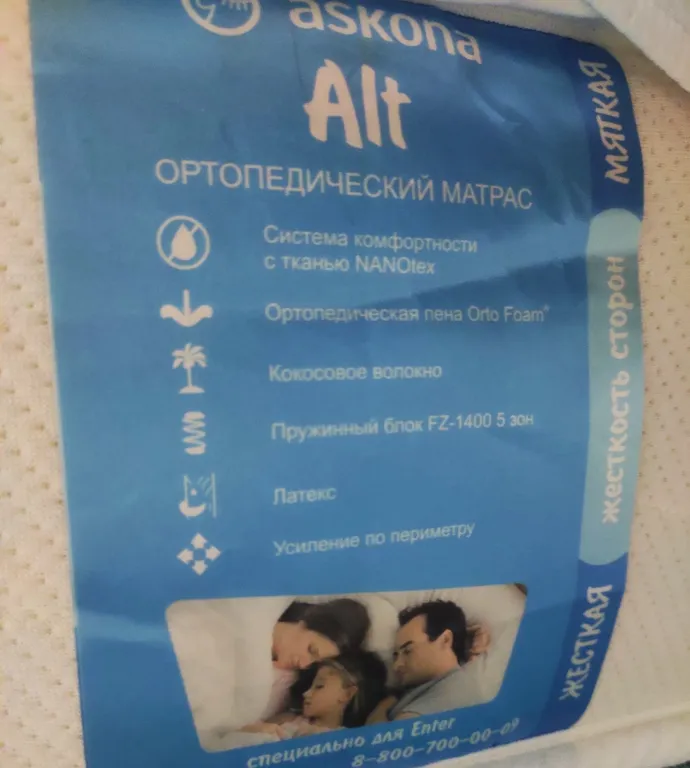 askona
Alt
ОРТОПЕДИЧЕСКИЙ МАТРАС
Система комфортности
с тканью NANOtex
Ортопедическая пена Orto Foam®
Кокосовое волокно
Пружинный блок FZ-1400 5 зон
Латекс
Усиление по периметру
специально для Enter
8-800-700-00-09
МЯГКАЯ
жесткость сторон
ЖЕСТКАЯ